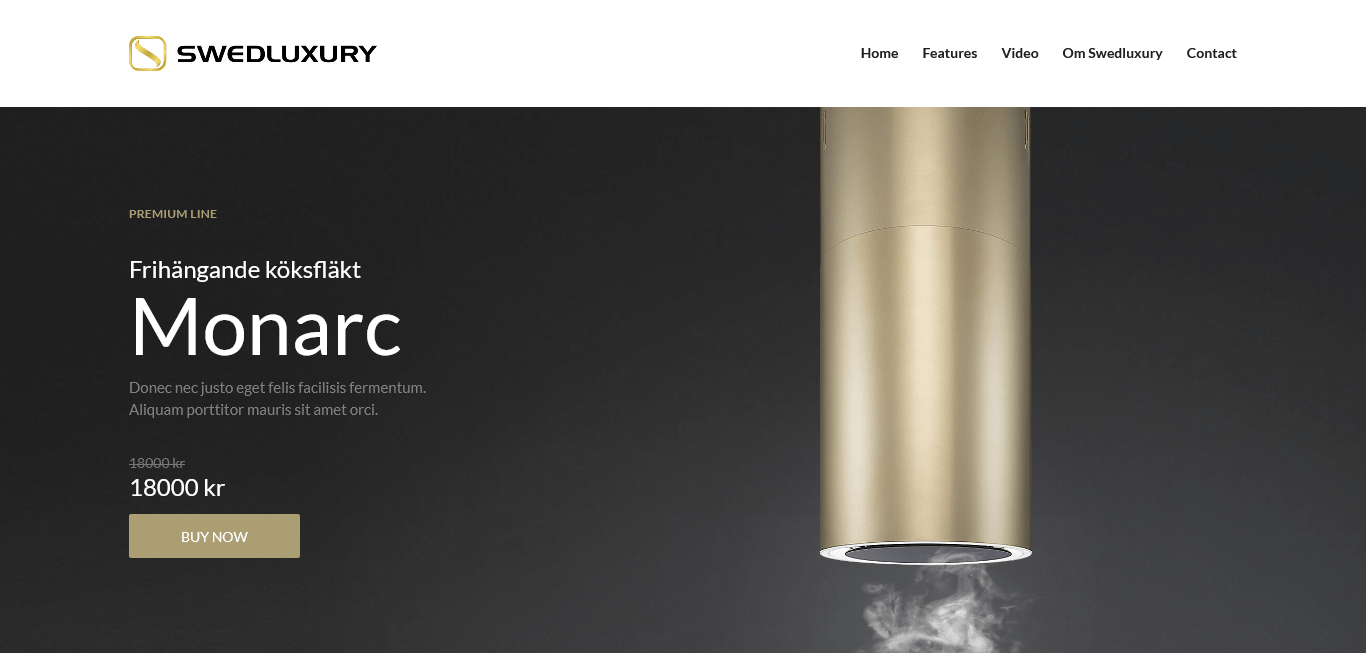 SWEDLUXURY
Home Features Video Om Swedluxury Contact
PREMIUM LINE
Frihängande köksfläkt
Monarc
Donec nec justo eget felis facilisis fermentum.
Aliquam porttitor mauris sit amet orci.
18000 kr
18000 kr
BUY NOW